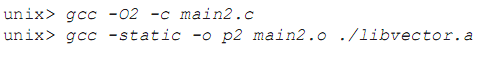 unix> gcc -O2 -c main2.c
unix> gcc -static -o p2 main2.o ./libvector.a